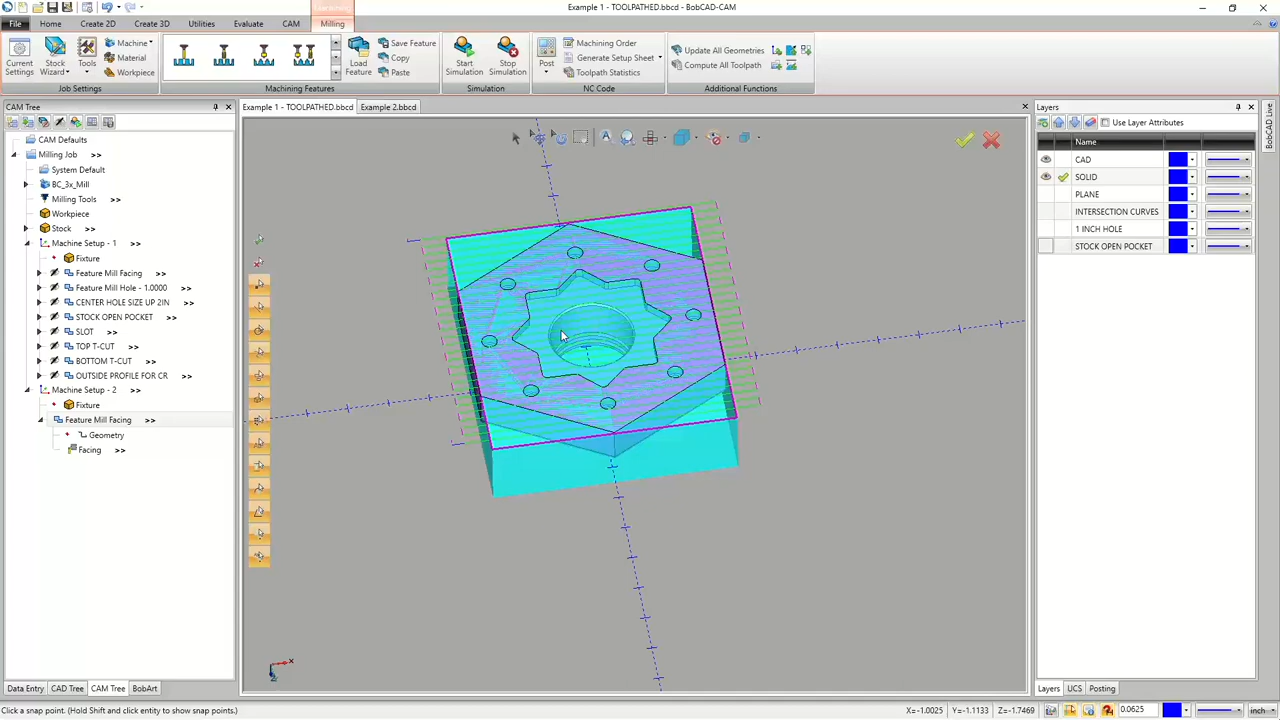 Machining
Example 1 - TOOLPATHED.bbcd - BobCAD-CAM
File Home Create 2D Create 3D Utilities Evaluate CAM Milling
Current Settings
Stock Wizard
Tools
Machine
Material
Workpiece
Job Settings
Load Feature
Save Feature
Copy
Paste
Machining Features
Start Simulation
Stop Simulation
Simulation
Post
Machining Order
Generate Setup Sheet
Toolpath Statistics
NC Code
Update All Geometries
Compute All Toolpath
Additional Functions
CAM Tree
Example 1 - TOOLPATHED.bbcd Example 2.bbcd
CAM Defaults
Milling Job >>
System Default
BC_3x_Mill
Milling Tools >>
Workpiece
Stock >>
Machine Setup - 1 >>
Fixture
Feature Mill Facing >>
Feature Mill Hole - 1.0000 >>
CENTER HOLE SIZE UP 2IN >>
STOCK OPEN POCKET >>
SLOT >>
TOP T-CUT >>
BOTTOM T-CUT >>
OUTSIDE PROFILE FOR CR >>
Machine Setup - 2 >>
Fixture
Feature Mill Facing >>
Geometry
Facing >>
x
Layers
Use Layer Attributes
Name
CAD
SOLID
PLANE
INTERSECTION CURVES
1 INCH HOLE
STOCK OPEN POCKET
BobCAD Live
Data Entry CAD Tree CAM Tree BobArt
Layers UCS Posting
Click a snap point. (Hold Shift and click entity to show snap points.)
X=-1.0025 Y=-1.1133 Z=-1.7469 0.0625 inch